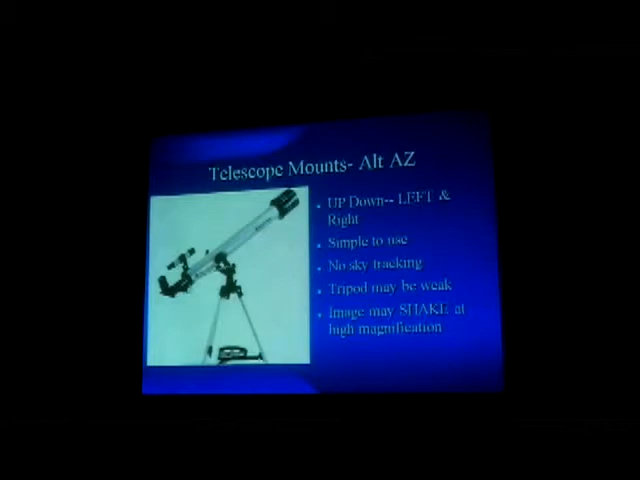 Telescope Mounts- Alt AZ
UP Down-- LEFT &
Right
Simple to use
No sky tracking
Tripod may be weak
Image may SHAKE at
high magnification